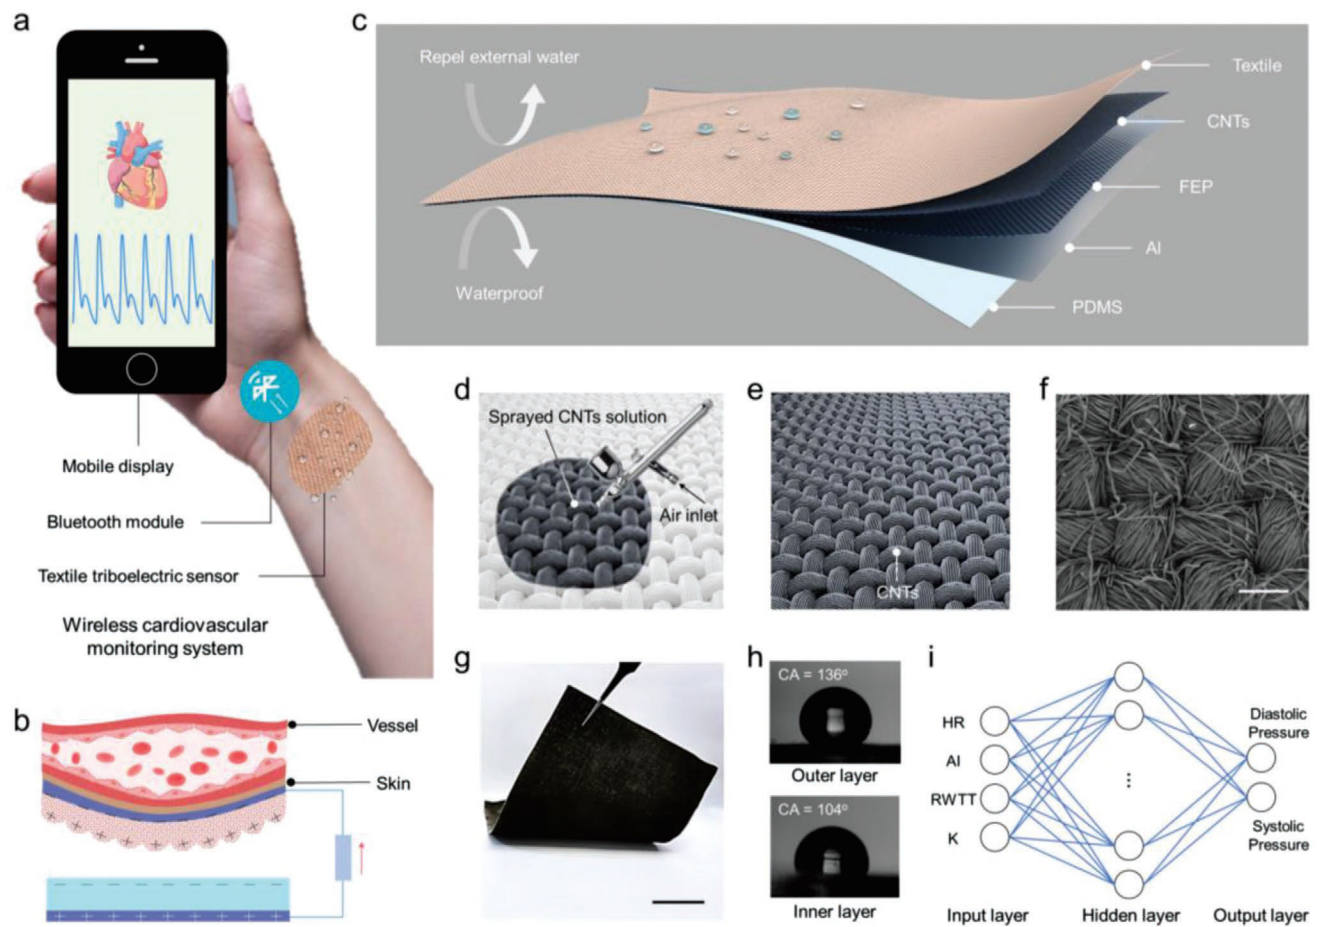 a
Mobile display
Bluetooth module
Textile triboelectric sensor
Wireless cardiovascular
monitoring system
b
Vessel
Skin
c
Repel external water
Waterproof
Textile
CNTs
FEP
Al
PDMS
d
Sprayed CNTs solution
Air inlet
e
CNTs
f
g
h
CA = 136°
Outer layer
CA = 104°
Inner layer
i
HR
AI
RWTT
K
Diastolic
Pressure
Systolic
Pressure
Input layer
Hidden layer
Output layer